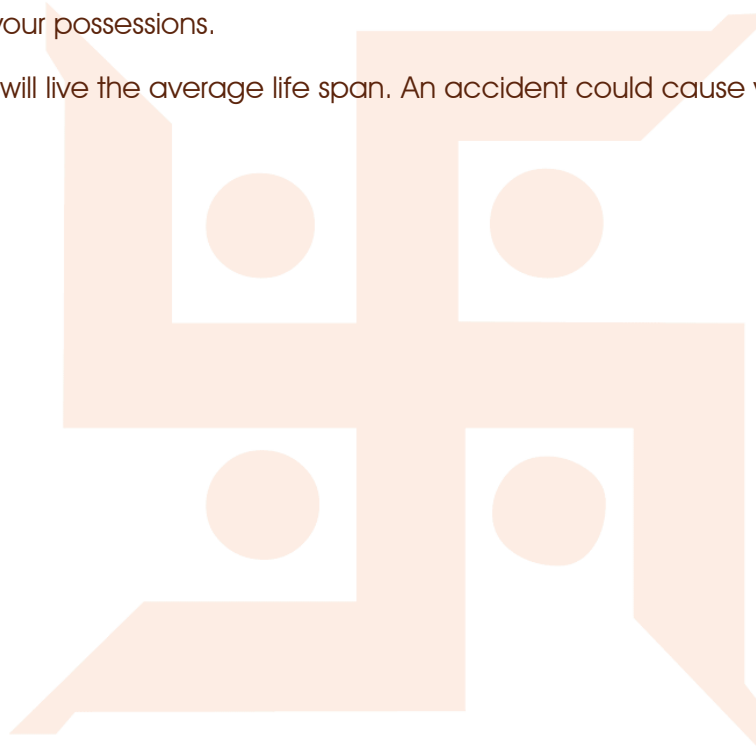 your possessions.
will live the average life span. An accident could cause